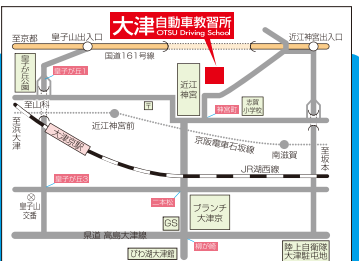 大津自動車教習所
OTSU Driving School
至京都
皇子山出入口
近江神宮出入口
国道161号線
皇子が丘公園
皇子が丘1
近江神宮
錦宮町
志賀小学校
至山科
〒
至浜大津
近江神宮前
大津京駅
京阪電鉄石坂線
南滋賀
至坂本
JR湖西線
皇子が丘3
皇子山交番
二本松
ブランチ大津京
GS
県道 高島大津線
柳が崎
びわ湖大津館
陸上自衛隊
大津駐屯地